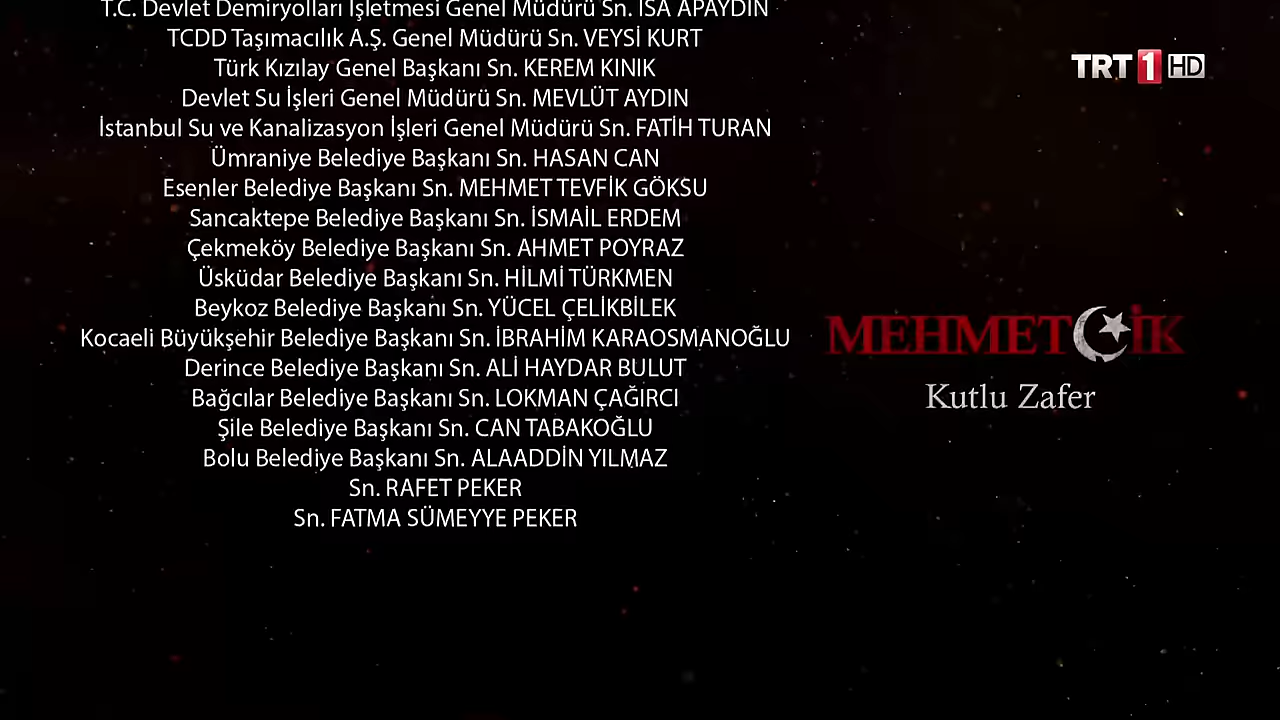 T.C. Devlet Demiryolları İşletmesi Genel Müdürü Sn. İSA APAYDIN
TCDD Taşımacılık A.Ş. Genel Müdürü Sn. VEYSİ KURT
Türk Kızılay Genel Başkanı Sn. KEREM KINIK
Devlet Su İşleri Genel Müdürü Sn. MEVLÜT AYDIN
İstanbul Su ve Kanalizasyon İşleri Genel Müdürü Sn. FATİH TURAN
Ümraniye Belediye Başkanı Sn. HASAN CAN
Esenler Belediye Başkanı Sn. MEHMET TEVFİK GÖKSU
Sancaktepe Belediye Başkanı Sn. İSMAİL ERDEM
Çekmeköy Belediye Başkanı Sn. AHMET POYRAZ
Üsküdar Belediye Başkanı Sn. HİLMİ TÜRKMEN
Beykoz Belediye Başkanı Sn. YÜCEL ÇELİKBİLEK
Kocaeli Büyükşehir Belediye Başkanı Sn. İBRAHİM KARAOSMANOĞLU
Derince Belediye Başkanı Sn. ALİ HAYDAR BULUT
Bağcılar Belediye Başkanı Sn. LOKMAN ÇAĞIRCI
Şile Belediye Başkanı Sn. CAN TABAKOĞLU
Bolu Belediye Başkanı Sn. ALAADDİN YILMAZ
Sn. RAFET PEKER
Sn. FATMA SÜMEYYE PEKER
TRT 1 HD
MEHMETCİK
Kutlu Zafer